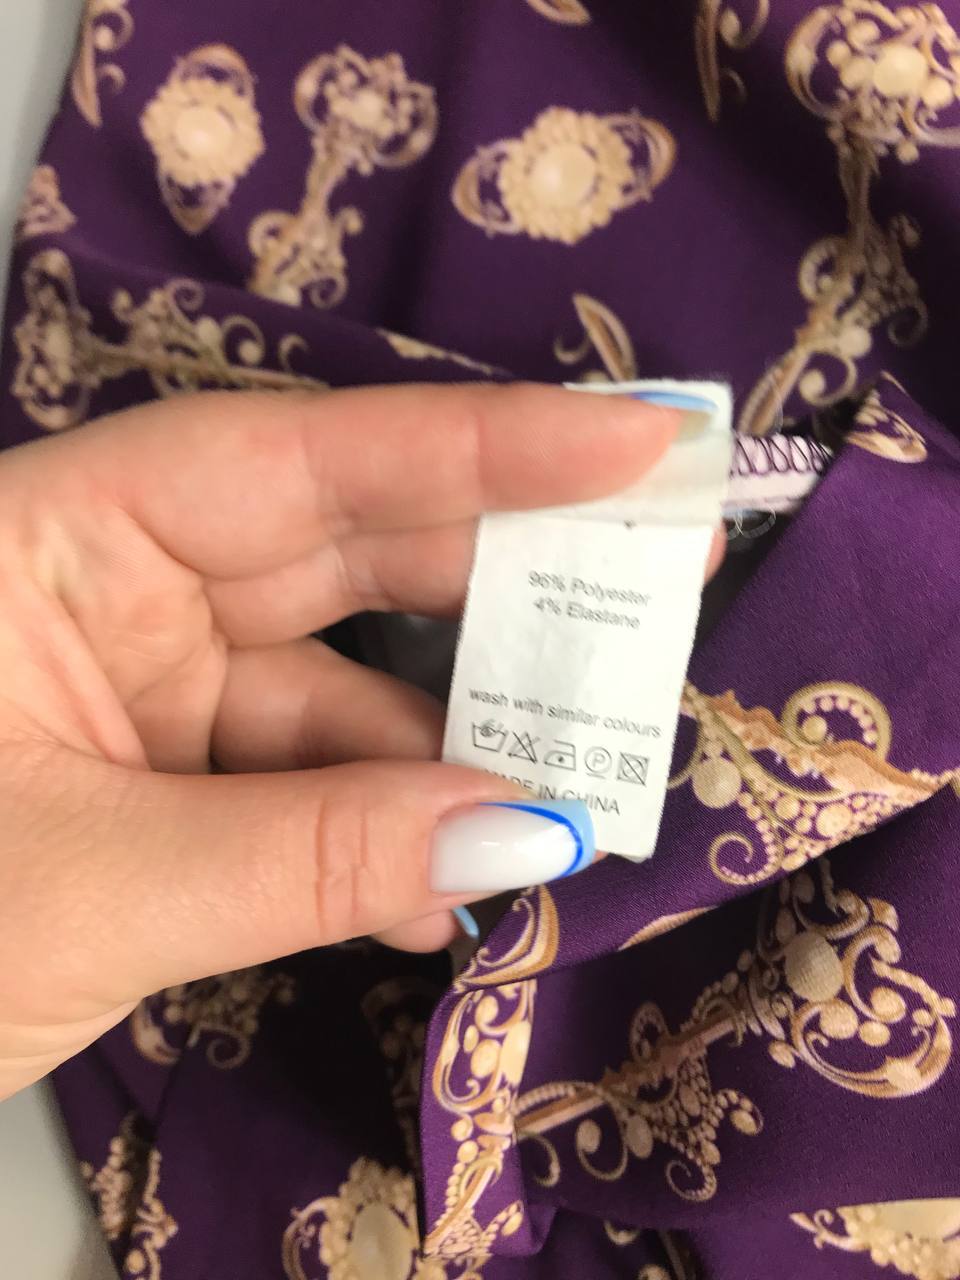 96% Polyester
4% Elastane
wash with similar colours
P
MADE IN CHINA